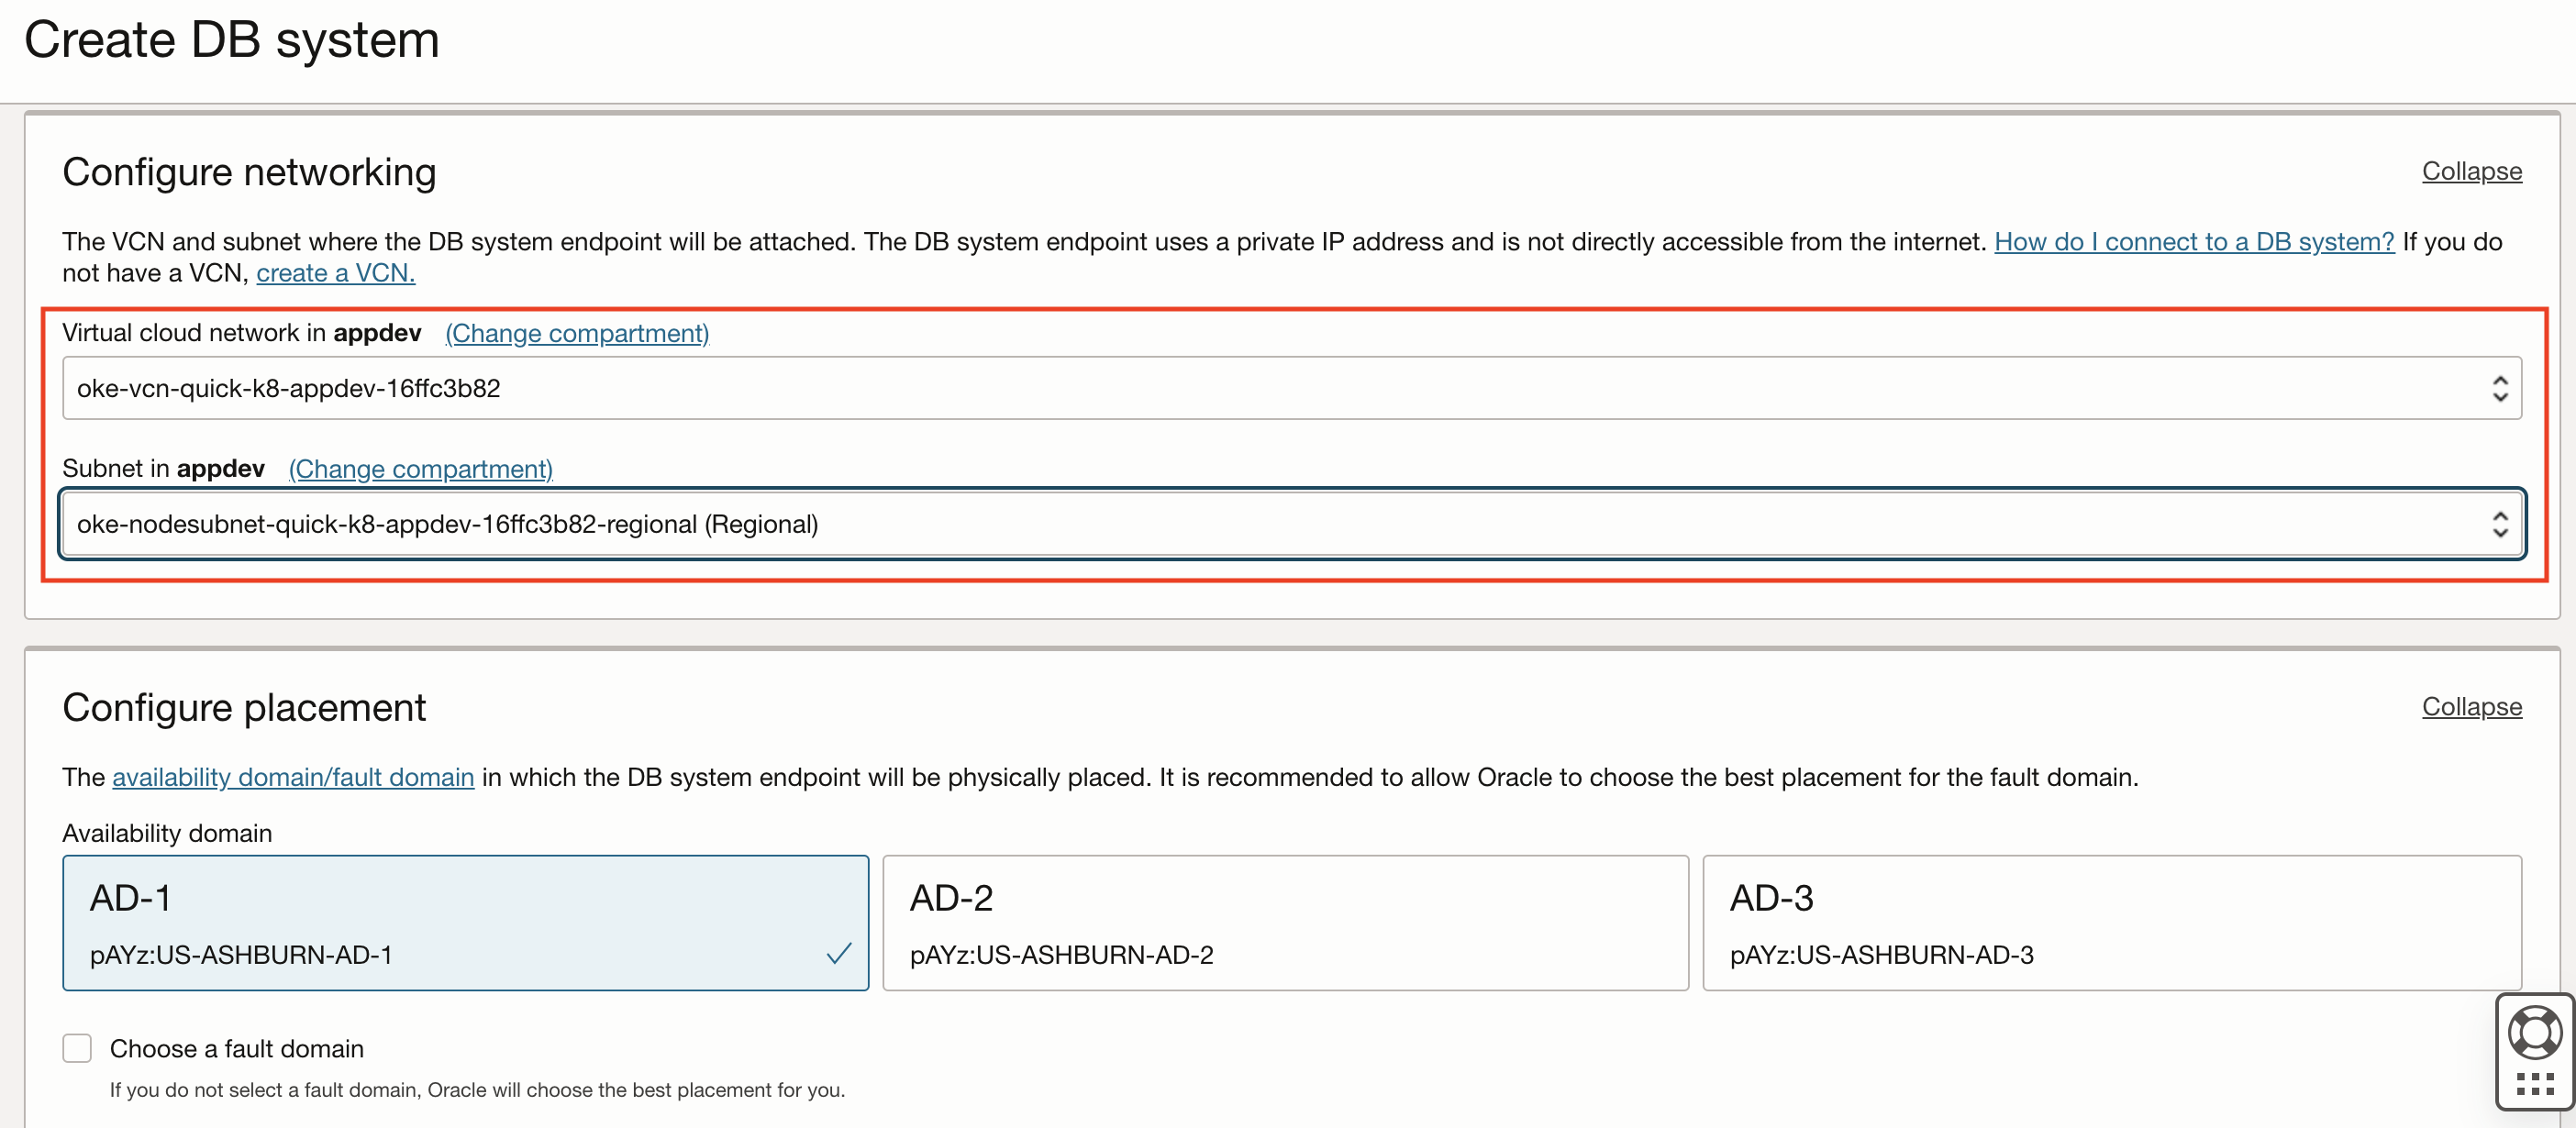 Create DB system
Configure networking
Collapse
The VCN and subnet where the DB system endpoint will be attached. The DB system endpoint uses a private IP address and is not directly accessible from the internet. How do I connect to a DB system? If you do
not have a VCN, create a VCN.
Virtual cloud network in appdev (Change compartment)
oke-vcn-quick-k8-appdev-16ffc3b82
Subnet in appdev (Change compartment)
oke-nodesubnet-quick-k8-appdev-16ffc3b82-regional (Regional)
Configure placement
Collapse
The availability domain/fault domain in which the DB system endpoint will be physically placed. It is recommended to allow Oracle to choose the best placement for the fault domain.
Availability domain
AD-1
pAYz:US-ASHBURN-AD-1
AD-2
pAYz:US-ASHBURN-AD-2
AD-3
pAYz:US-ASHBURN-AD-3
Choose a fault domain
If you do not select a fault domain, Oracle will choose the best placement for you.